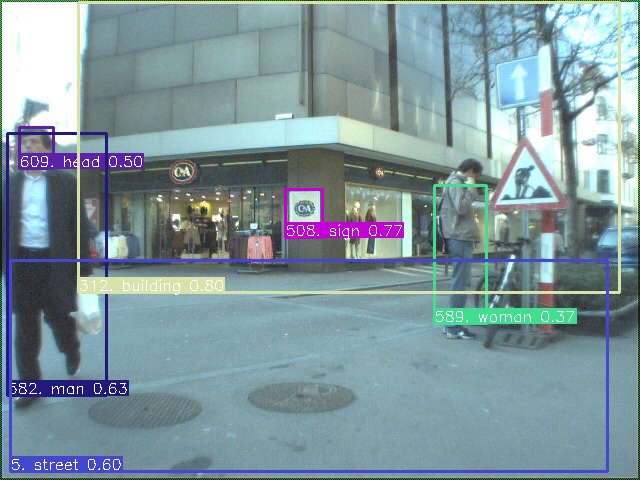 C&A
C&A
609. head 0.50
C&A
508. sign 0.77
312. building 0.80
589. woman 0.37
582. man 0.63
5. street 0.60